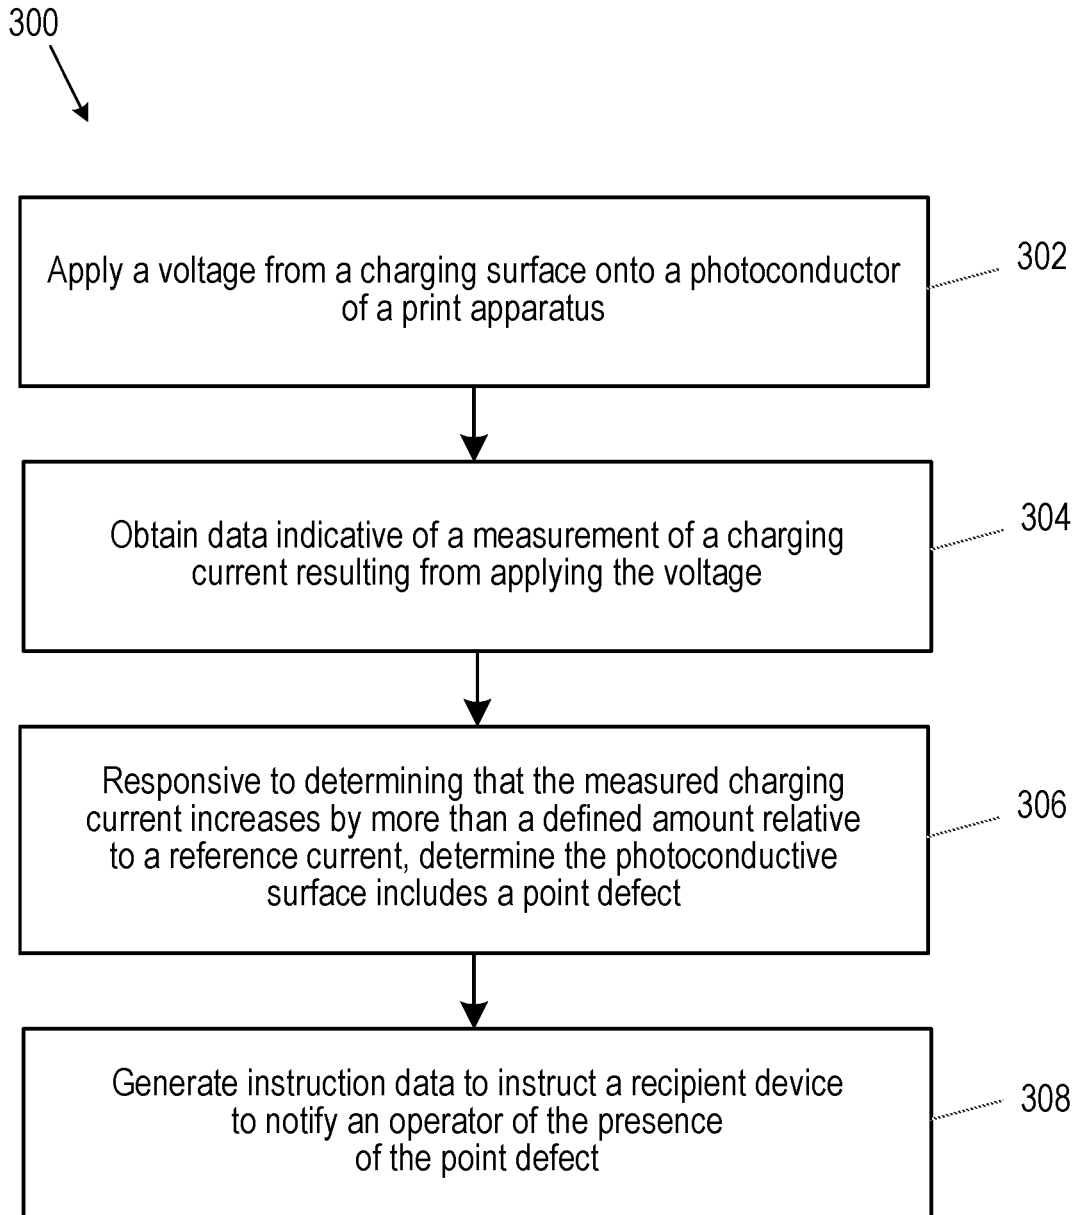 300
Apply a voltage from a charging surface onto a photoconductor
of a print apparatus
302
Obtain data indicative of a measurement of a charging
current resulting from applying the voltage
304
Responsive to determining that the measured charging
current increases by more than a defined amount relative
to a reference current, determine the photoconductive
surface includes a point defect
306
Generate instruction data to instruct a recipient device
to notify an operator of the presence
of the point defect
308